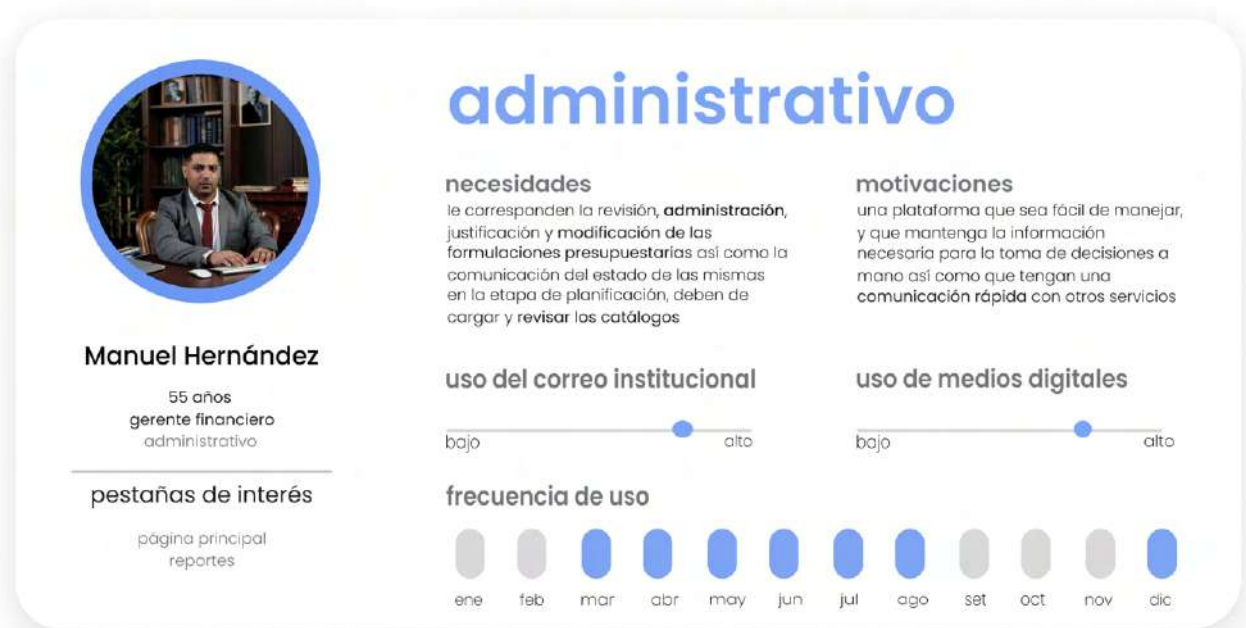 administrativo
Manuel Hernández
55 años
gerente financiero
administrativo
pestañas de interés
página principal
reportes
necesidades
le corresponden la revisión, administración,
justificación y modificación de las
formulaciones presupuestarias así como la
comunicación del estado de las mismas
en la etapa de planificación, deben de
cargar y revisar los catálogos
motivaciones
una plataforma que sea fácil de manejar,
y que mantenga la información
necesaria para la toma de decisiones a
mano así como que tengan una
comunicación rápida con otros servicios
uso del correo institucional
bajo alto
uso de medios digitales
bajo alto
frecuencia de uso
ene feb mar abr may jun jul ago set oct nov dic